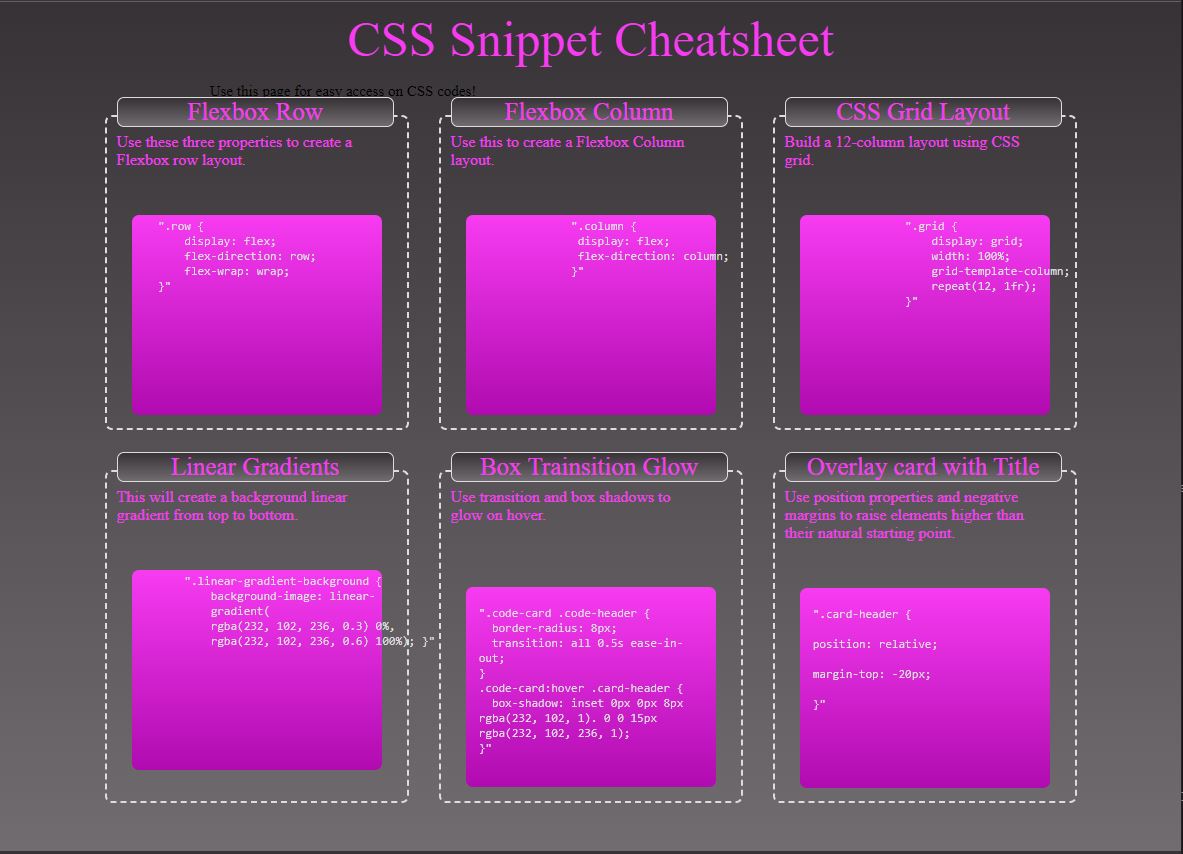 CSS Snippet Cheatsheet
Use this page for easy access on CSS codes!
Flexbox Row
Use these three properties to create a
Flexbox row layout.
".row {
display: flex;
flex-direction: row;
flex-wrap: wrap;
}"
Flexbox Column
Use this to create a Flexbox Column
layout.
".column {
display: flex;
flex-direction: column;
}"
CSS Grid Layout
Build a 12-column layout using CSS
grid.
".grid {
display: grid;
width: 100%;
grid-template-column;
repeat(12, 1fr);
}"
Linear Gradients
This will create a background linear
gradient from top to bottom.
".linear-gradient-background {
background-image: linear-
gradient(
rgba(232, 102, 236, 0.3) 0%,
rgba(232, 102, 236, 0.6) 100%); }"
Box Trainsition Glow
Use transition and box shadows to
glow on hover.
".code-card .code-header {
border-radius: 8px;
transition: all 0.5s ease-in-
out;
}
.code-card:hover .card-header {
box-shadow: inset 0px 0px 8px
rgba(232, 102, 1). 0 0 15px
rgba(232, 102, 236, 1);
}"
Overlay card with Title
Use position properties and negative
margins to raise elements higher than
their natural starting point.
".card-header {
position: relative;
margin-top: -20px;
}"